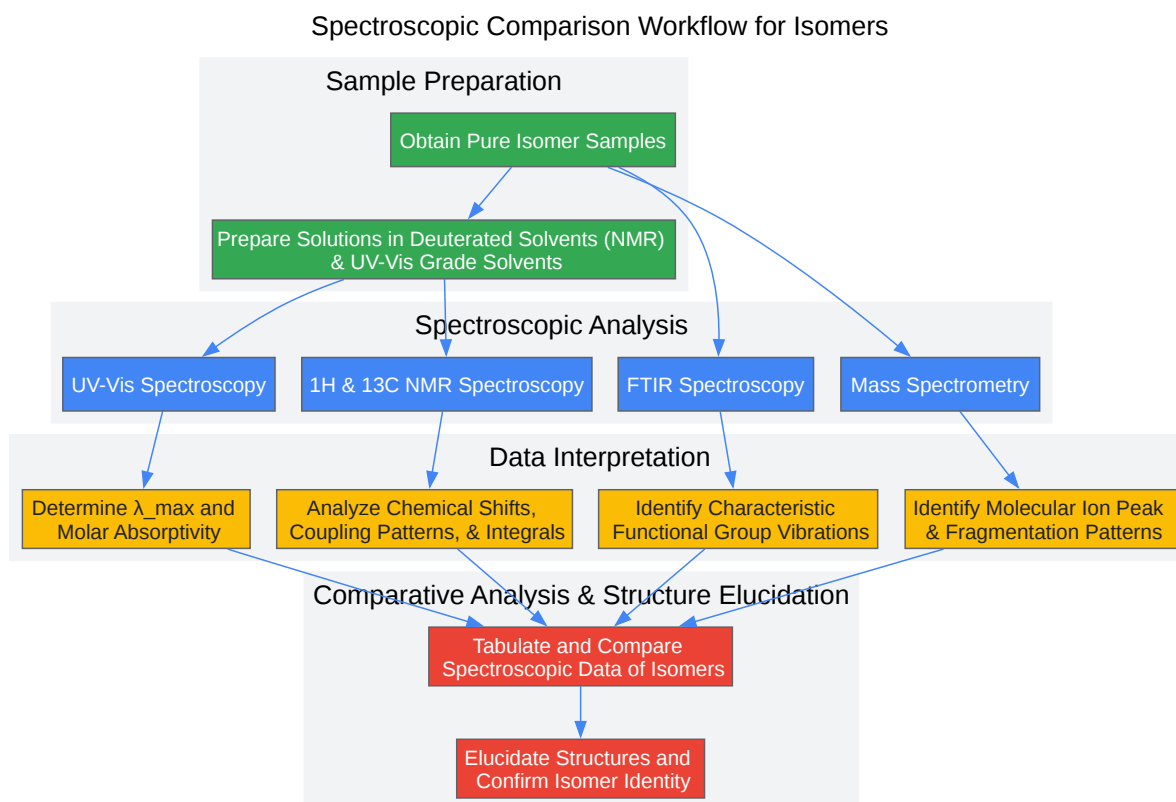 Spectroscopic Comparison Workflow for Isomers
Sample Preparation
Obtain Pure Isomer Samples
Prepare Solutions in Deuterated Solvents (NMR)
& UV-Vis Grade Solvents
Spectroscopic Analysis
UV-Vis Spectroscopy
1H & 13C NMR Spectroscopy
FTIR Spectroscopy
Mass Spectrometry
Data Interpretation
Determine λ_max and
Molar Absorptivity
Analyze Chemical Shifts,
Coupling Patterns, & Integrals
Identify Characteristic
Functional Group Vibrations
Identify Molecular Ion Peak
& Fragmentation Patterns
Comparative Analysis & Structure Elucidation
Tabulate and Compare
Spectroscopic Data of Isomers
Elucidate Structures and
Confirm Isomer Identity